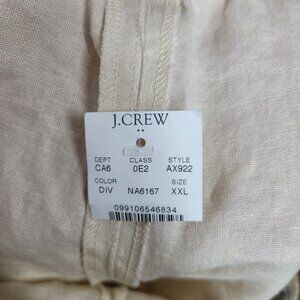 J.CREW
DEPT CLASS STYLE
CA6 0E2 AX922
COLOR SIZE
DIV NA6167 XXL
099106546834